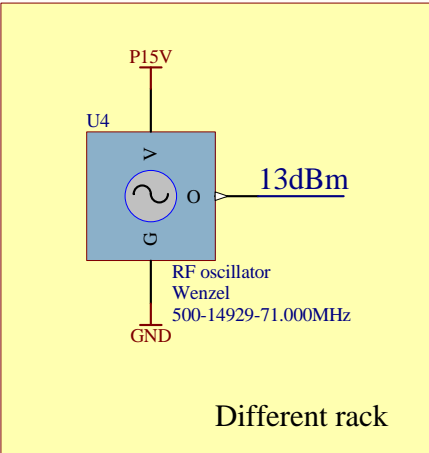 P15V
U4
V
O
13dBm
G
RF oscillator
Wenzel
500-14929-71.000MHz
GND
Different rack